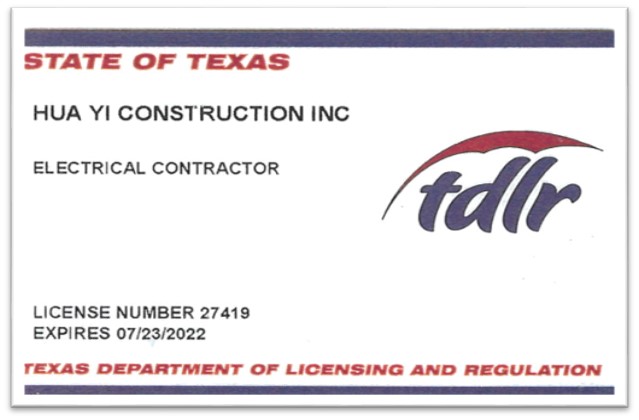 STATE OF TEXAS
HUA YI CONSTRUCTION INC
ELECTRICAL CONTRACTOR
tdlr
LICENSE NUMBER 27419
EXPIRES 07/23/2022
TEXAS DEPARTMENT OF LICENSING AND REGULATION